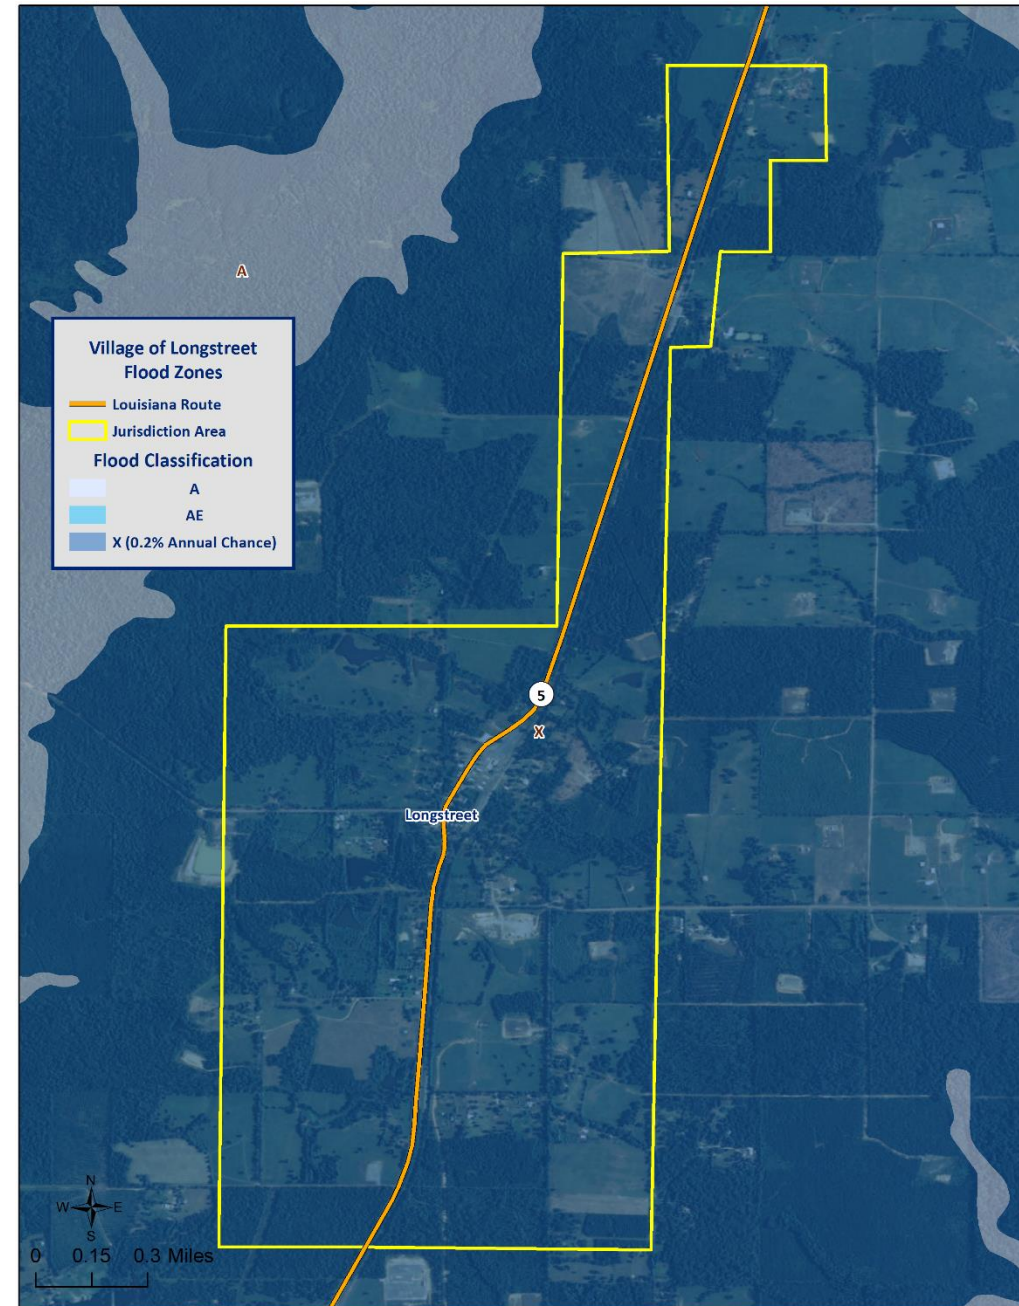 A
Village of Longstreet
Flood Zones
Louisiana Route
Jurisdiction Area
Flood Classification
A
AE
X (0.2% Annual Chance)
5
X
Longstreet
N
W E
S
0 0.15 0.3 Miles